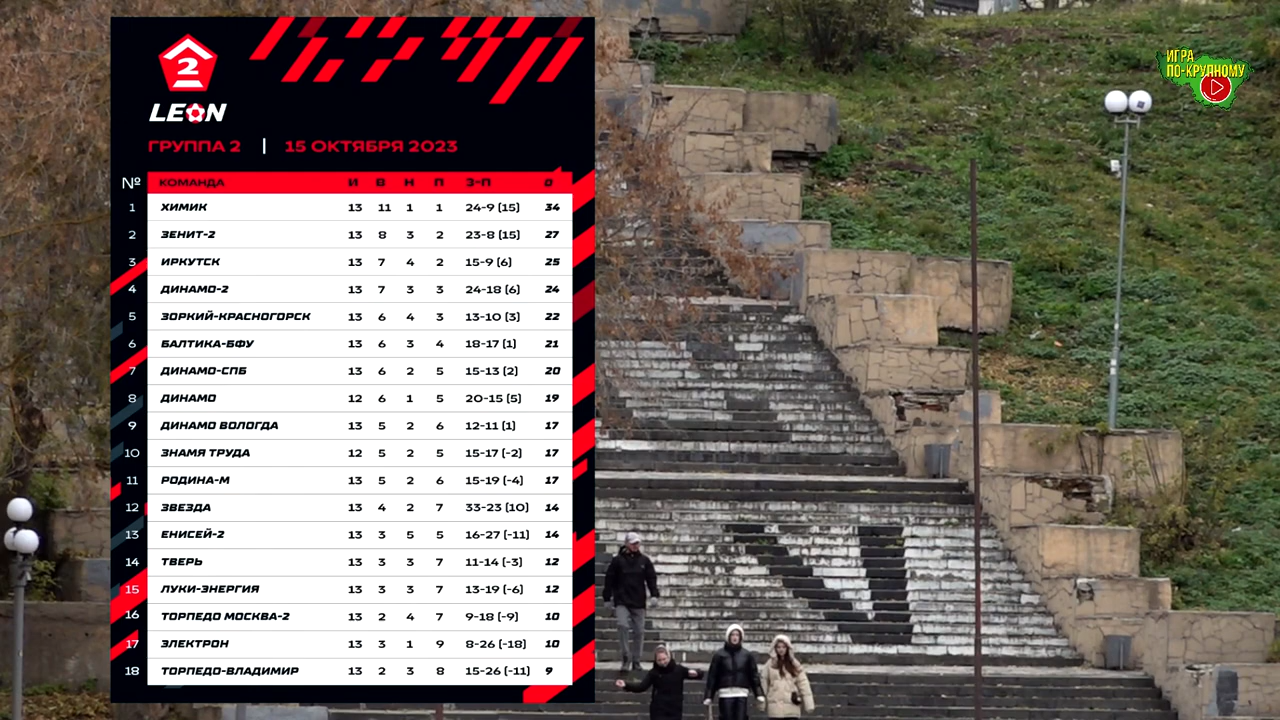 ИГРА
ПО-КРУПНОМУ
2
LEON
ГРУППА 2 | 15 ОКТЯБРЯ 2023
№ КОМАНДА И В Н П З-П О
1 ХИМИК 13 11 1 1 24-9 (15) 34
2 ЗЕНИТ-2 13 8 3 2 23-8 (15) 27
3 ИРКУТСК 13 7 4 2 15-9 (6) 25
4 ДИНАМО-2 13 7 3 3 24-18 (6) 24
5 ЗОРКИЙ-КРАСНОГОРСК 13 6 4 3 13-10 (3) 22
6 БАЛТИКА-БФУ 13 6 3 4 18-17 (1) 21
7 ДИНАМО-СПБ 13 6 2 5 15-13 (2) 20
8 ДИНАМО 12 6 1 5 20-15 (5) 19
9 ДИНАМО ВОЛОГДА 13 5 2 6 12-11 (1) 17
10 ЗНАМЯ ТРУДА 12 5 2 5 15-17 (-2) 17
11 РОДИНА-М 13 5 2 6 15-19 (-4) 17
12 ЗВЕЗДА 13 4 2 7 33-23 (10) 14
13 ЕНИСЕЙ-2 13 3 5 5 16-27 (-11) 14
14 ТВЕРЬ 13 3 3 7 11-14 (-3) 12
15 ЛУКИ-ЭНЕРГИЯ 13 3 3 7 13-19 (-6) 12
16 ТОРПЕДО МОСКВА-2 13 2 4 7 9-18 (-9) 10
17 ЭЛЕКТРОН 13 3 1 9 8-26 (-18) 10
18 ТОРПЕДО-ВЛАДИМИР 13 2 3 8 15-26 (-11) 9